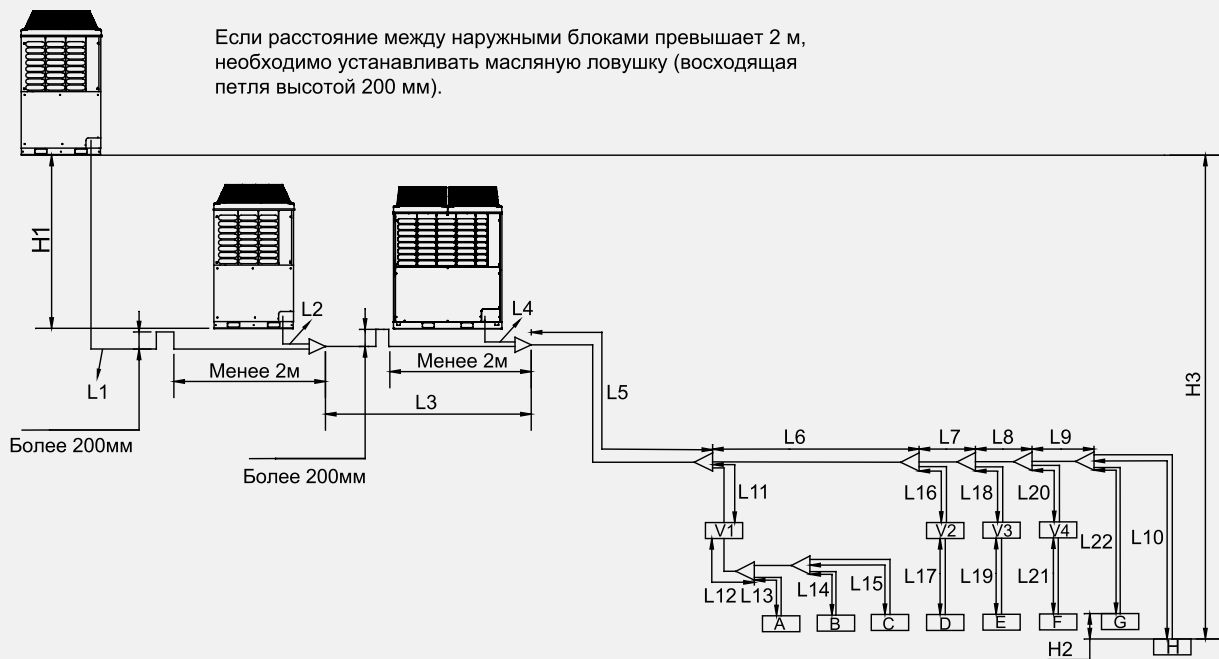 Если расстояние между наружными блоками превышает 2 м,
необходимо устанавливать масляную ловушку (восходящая
петля высотой 200 мм).
H1
H3
L2
L4
Менее 2м
Менее 2м
L1
L3
L5
Более 200мм
Более 200мм
L6
L7
L8
L9
L11
L16
L18
L20
V1
V2
V3
V4
L22
L10
L12
L13
L14
L15
L17
L19
L21
A
B
C
D
E
F
G
H2
H